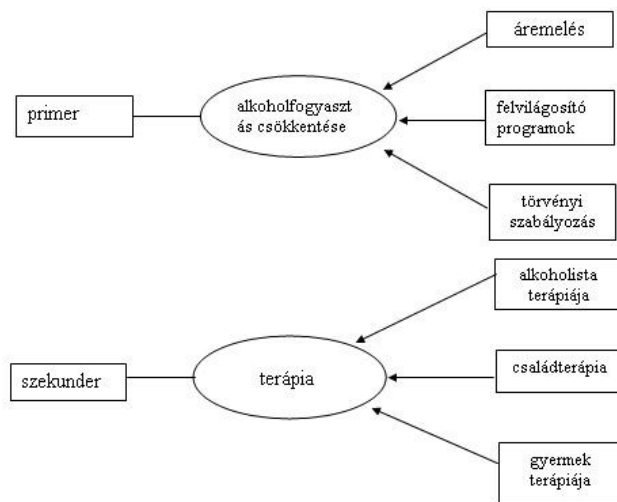 primer
alkoholfogyaszt
ás csökkentése
áremelés
felvilágosító
programok
törvényi
szabályozás
szekunder
terápia
alkoholista
terápiája
családterápia
gyermek
terápiája